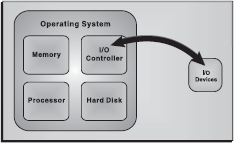 Operating System
Memory
I/O
Controller
Processor
Hard Disk
I/O
Devices